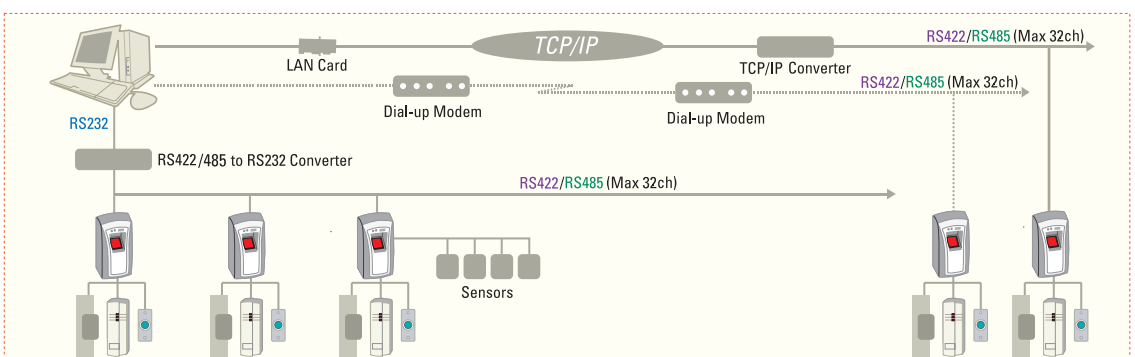 TCP/IP
RS422/RS485 (Max 32ch)
LAN Card
TCP/IP Converter
RS422/RS485 (Max 32ch)
Dial-up Modem
Dial-up Modem
RS232
RS422/485 to RS232 Converter
RS422/RS485 (Max 32ch)
Sensors